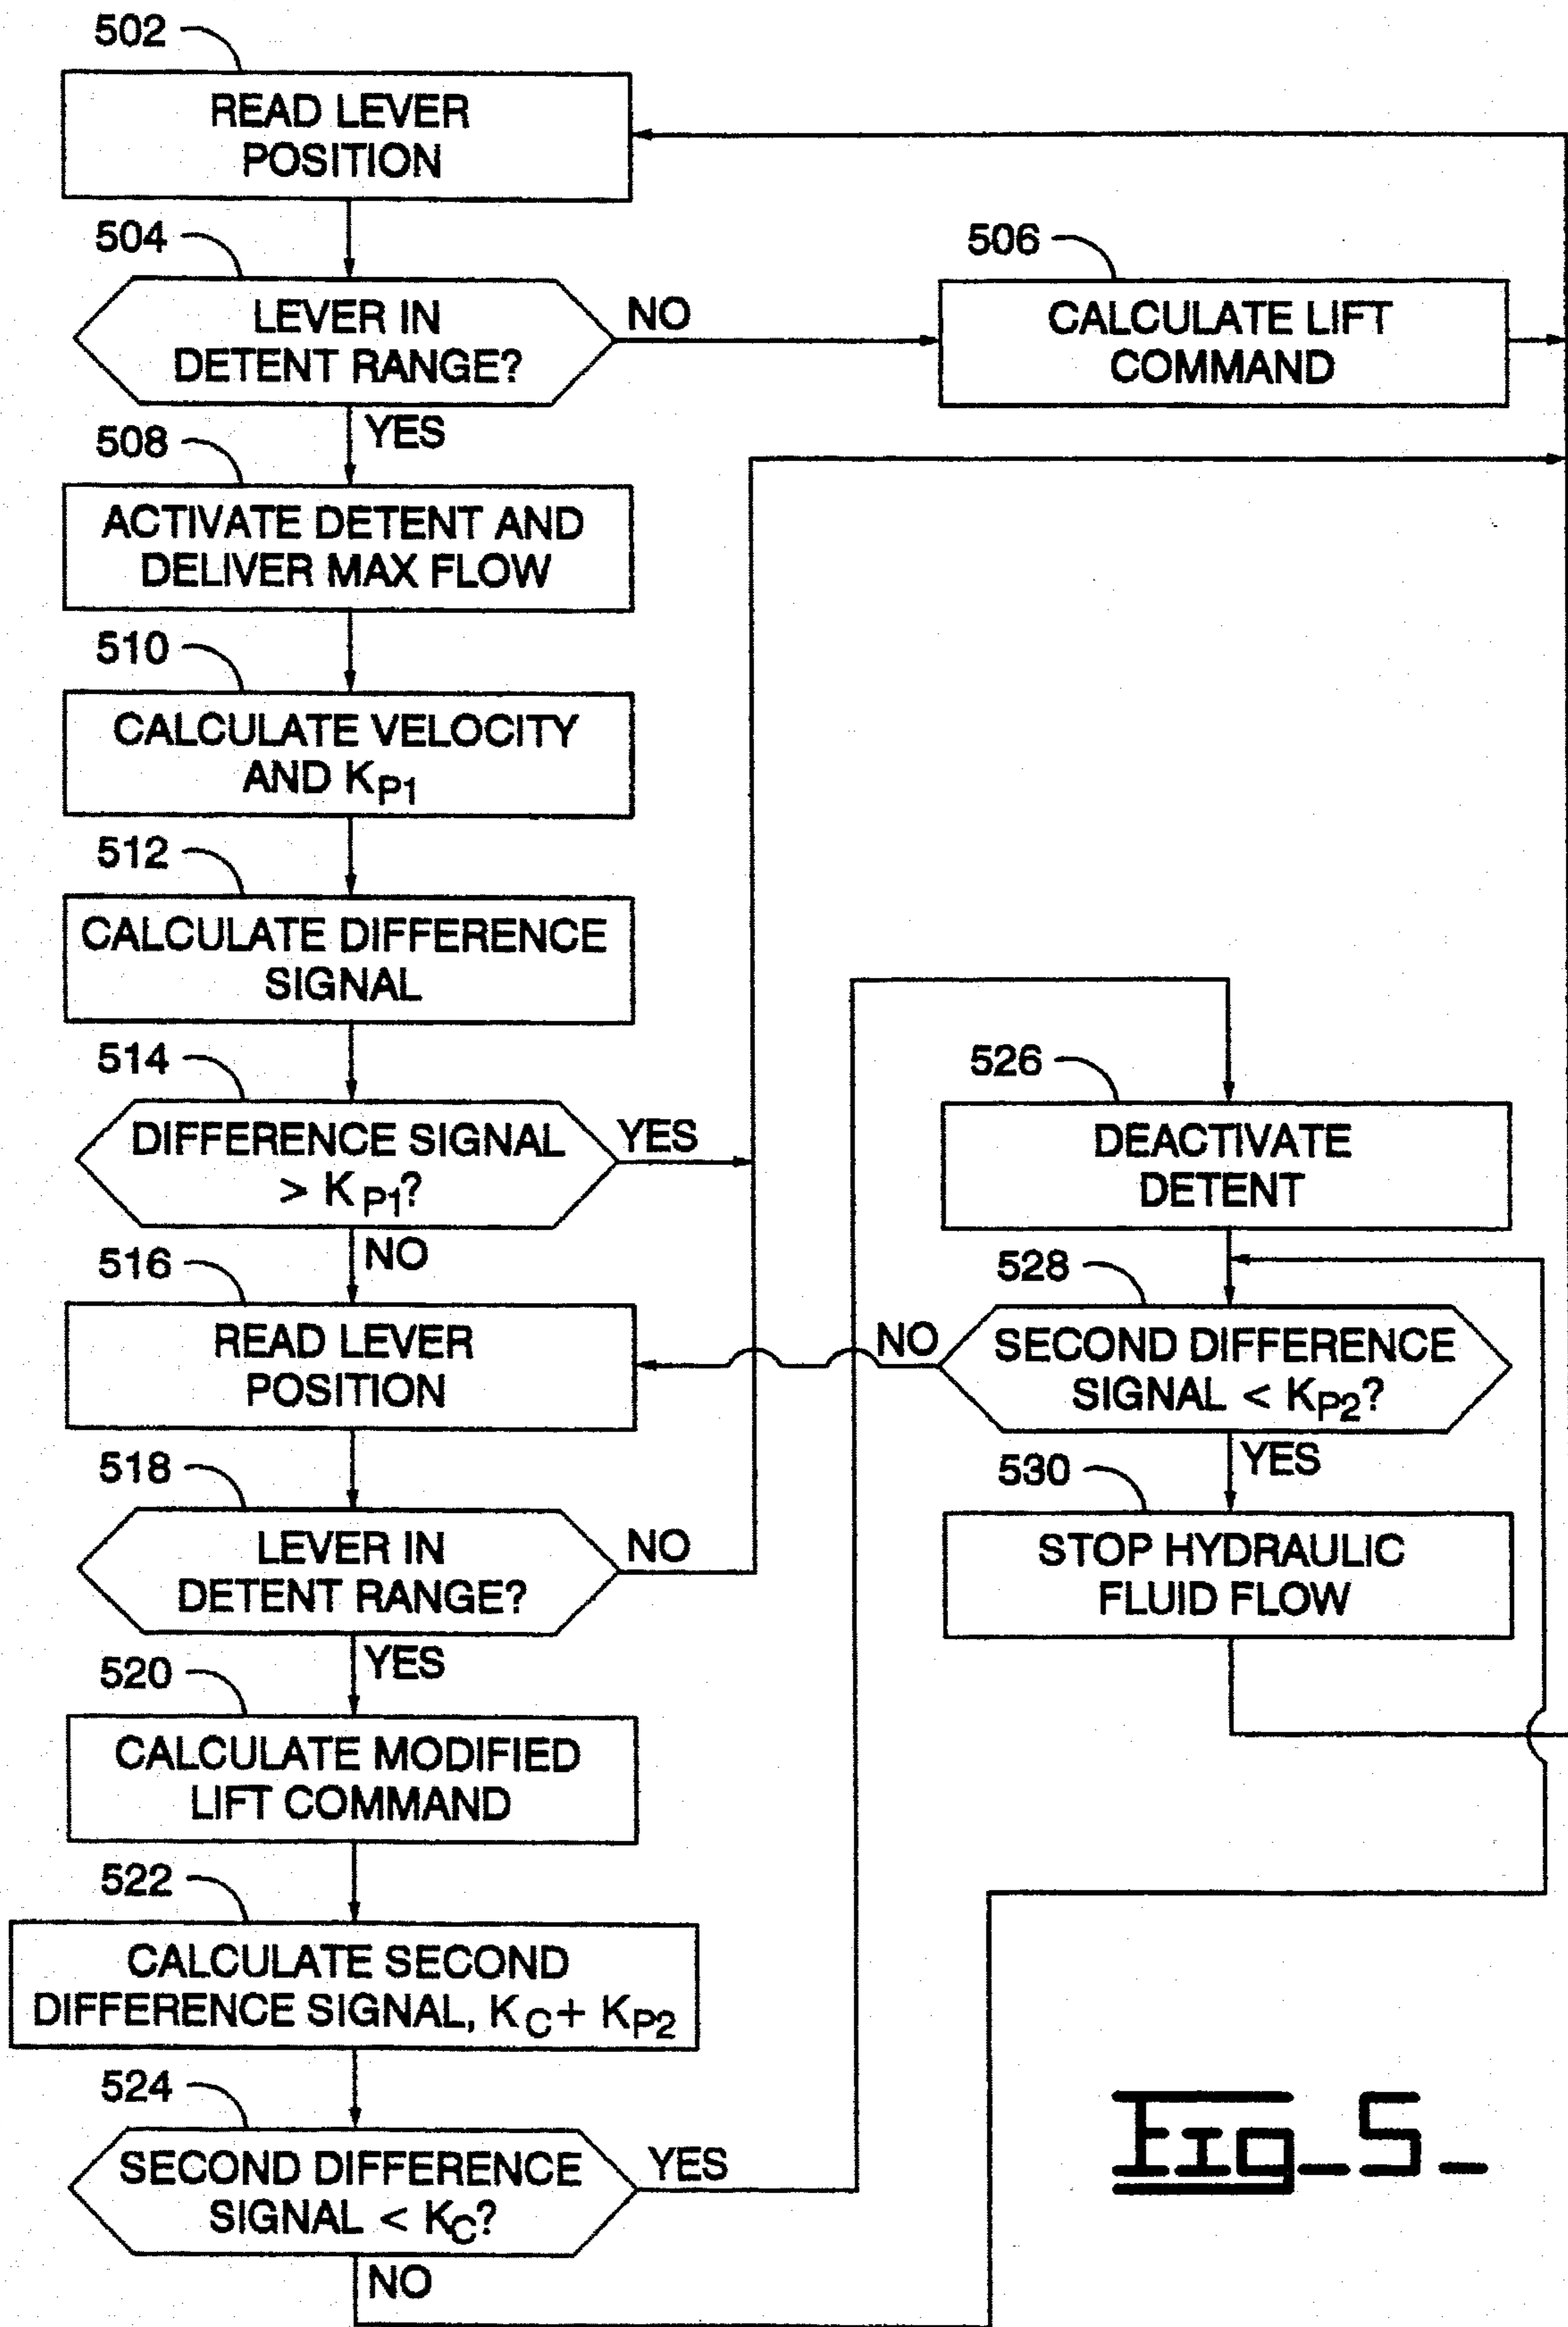 502
READ LEVER
POSITION
504
LEVER IN
DETENT RANGE?
NO
YES
506
CALCULATE LIFT
COMMAND
508
ACTIVATE DETENT AND
DELIVER MAX FLOW
510
CALCULATE VELOCITY
AND KP1
512
CALCULATE DIFFERENCE
SIGNAL
514
DIFFERENCE SIGNAL
> KP1?
YES
NO
516
READ LEVER
POSITION
518
LEVER IN
DETENT RANGE?
NO
YES
520
CALCULATE MODIFIED
LIFT COMMAND
522
CALCULATE SECOND
DIFFERENCE SIGNAL, KC + KP2
524
SECOND DIFFERENCE
SIGNAL < KC?
YES
NO
526
DEACTIVATE
DETENT
528
SECOND DIFFERENCE
SIGNAL < KP2?
NO
YES
530
STOP HYDRAULIC
FLUID FLOW
Fig_5_